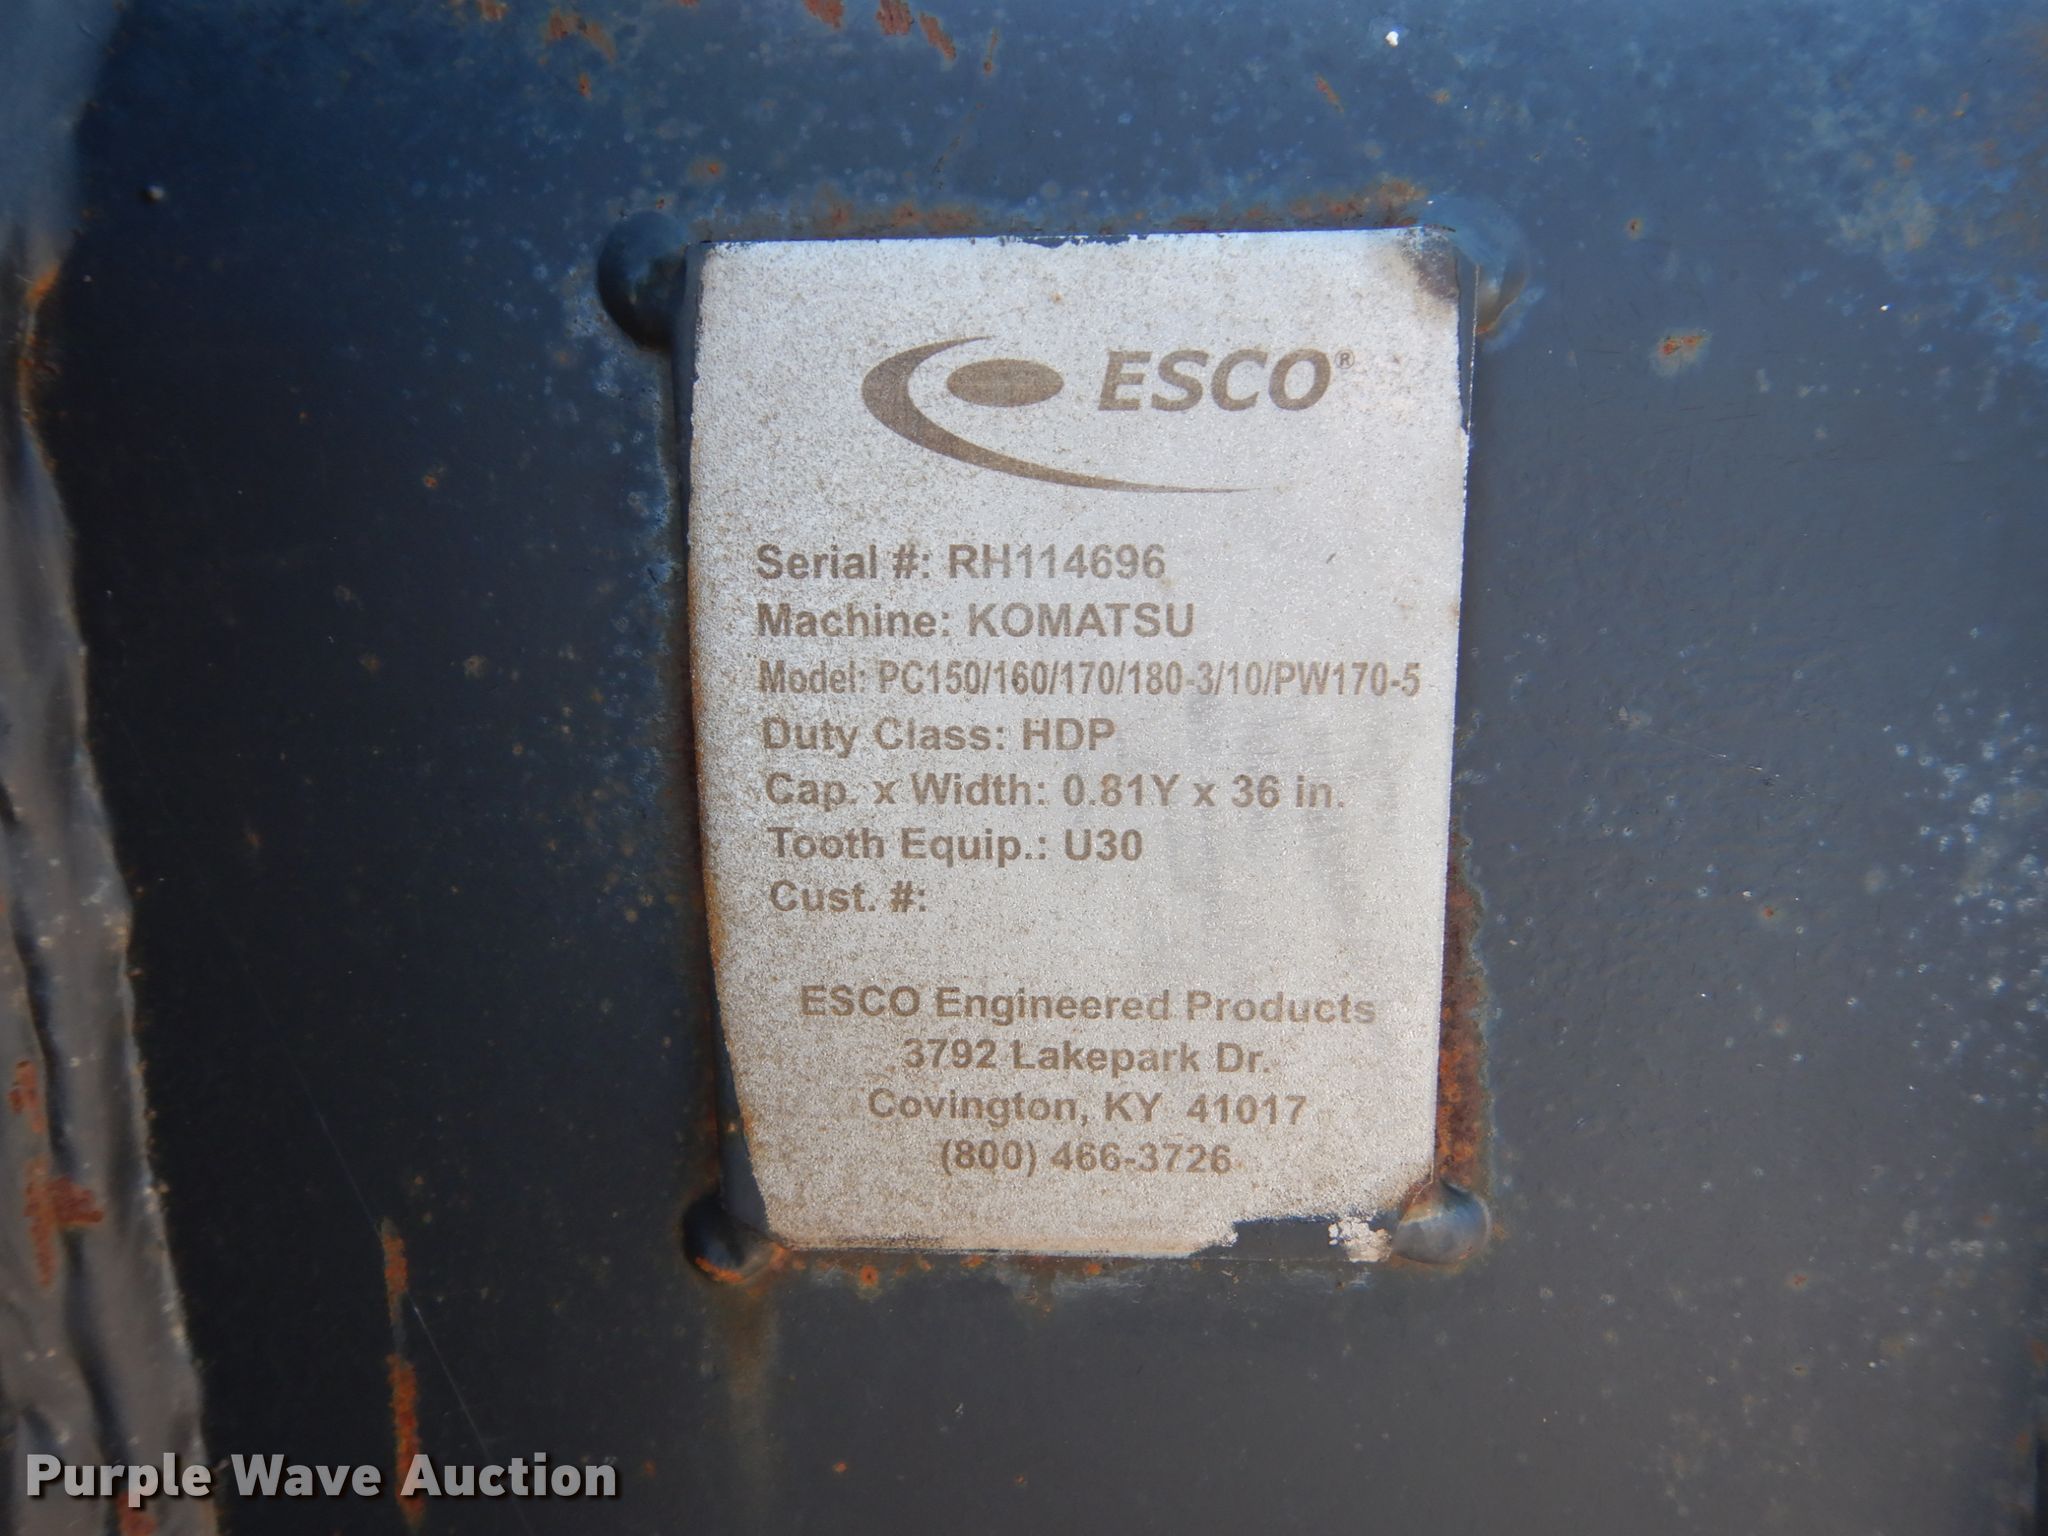 ESCO®
Serial #: RH114696
Machine: KOMATSU
Model: PC150/160/170/180-3/10/PW170-5
Duty Class: HDP
Cap. x Width: 0.81Y x 36 in.
Tooth Equip.: U30
Cust. #:
ESCO Engineered Products
3792 Lakepark Dr.
Covington, KY 41017
(800) 466-3726
Purple Wave Auction